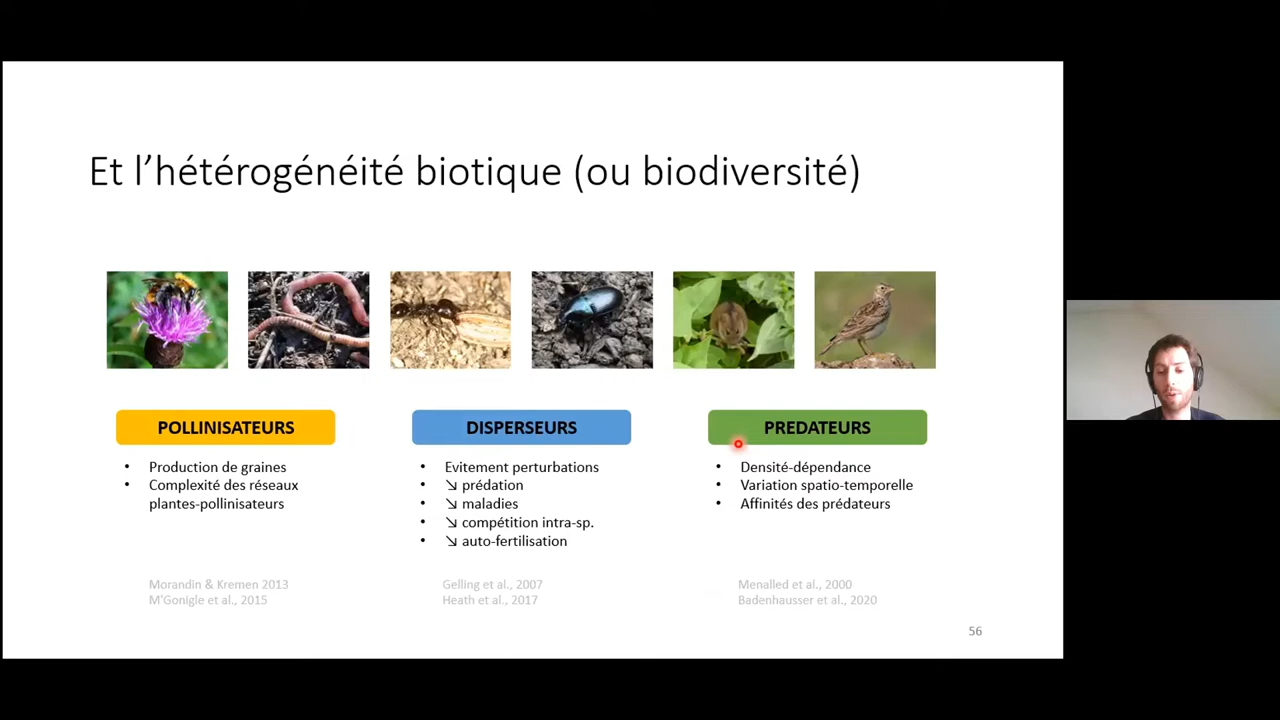 Et l’hétérogénéité biotique (ou biodiversité)
POLLINISATEURS
• Production de graines
• Complexité des réseaux
plantes-pollinisateurs
Morandin & Kremen 2013
M'Gonigle et al., 2015
DISPERSEURS
• Evitement perturbations
• ↘ prédation
• ↘ maladies
• ↘ compétition intra-sp.
• ↘ auto-fertilisation
Gelling et al., 2007
Heath et al., 2017
PREDATEURS
• Densité-dépendance
• Variation spatio-temporelle
• Affinités des prédateurs
Menalled et al., 2000
Badenhausser et al., 2020
56